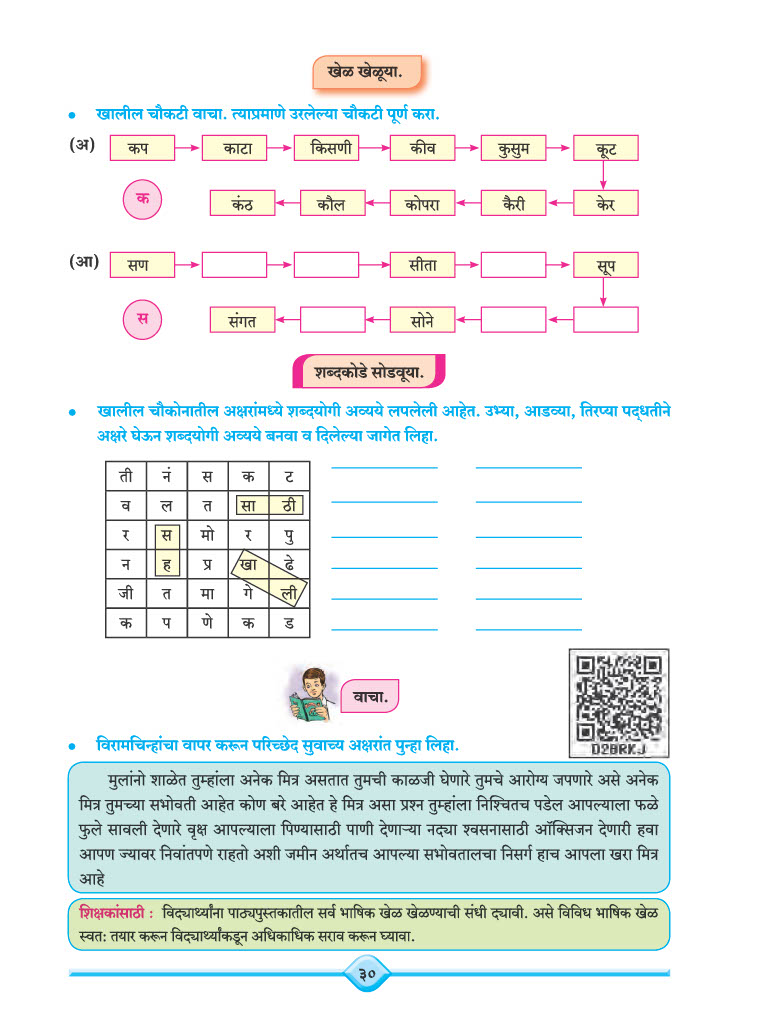 खेळ खेळूया.
• खालील चौकटी वाचा. त्याप्रमाणे उरलेल्या चौकटी पूर्ण करा.
(अ) कप काटा किसणी कीव कुसुम कूट
क कंठ कौल कोपरा कैरी केर
(आ) सण सीता सूप
स संगत सोने
शब्दकोडे सोडवूया.
• खालील चौकोनातील अक्षरांमध्ये शब्दयोगी अव्यये लपलेली आहेत. उभ्या, आडव्या, तिरप्या पद्धतीने
अक्षरे घेऊन शब्दयोगी अव्यये बनवा व दिलेल्या जागेत लिहा.
ती नं स क ट
व ल त सा ठी
र स मो र पु
न ह प्र खा ढे
जी त मा गे ली
क प णे क ड
D2BRKJ
वाचा.
• विरामचिन्हांचा वापर करून परिच्छेद सुवाच्य अक्षरांत पुन्हा लिहा.
मुलांनो शाळेत तुम्हांला अनेक मित्र असतात तुमची काळजी घेणारे तुमचे आरोग्य जपणारे असे अनेक
मित्र तुमच्या सभोवती आहेत कोण बरे आहेत हे मित्र असा प्रश्न तुम्हांला निश्चितच पडेल आपल्याला फळे
फुले सावली देणारे वृक्ष आपल्याला पिण्यासाठी पाणी देणाऱ्या नद्या श्वसनासाठी ऑक्सिजन देणारी हवा
आपण ज्यावर निवांतपणे राहतो अशी जमीन अर्थातच आपल्या सभोवतालचा निसर्ग हाच आपला खरा मित्र
आहे
शिक्षकांसाठी : विद्यार्थ्यांना पाठ्यपुस्तकातील सर्व भाषिक खेळ खेळण्याची संधी द्यावी. असे विविध भाषिक खेळ
स्वत: तयार करून विद्यार्थ्यांकडून अधिकाधिक सराव करून घ्यावा.
३०